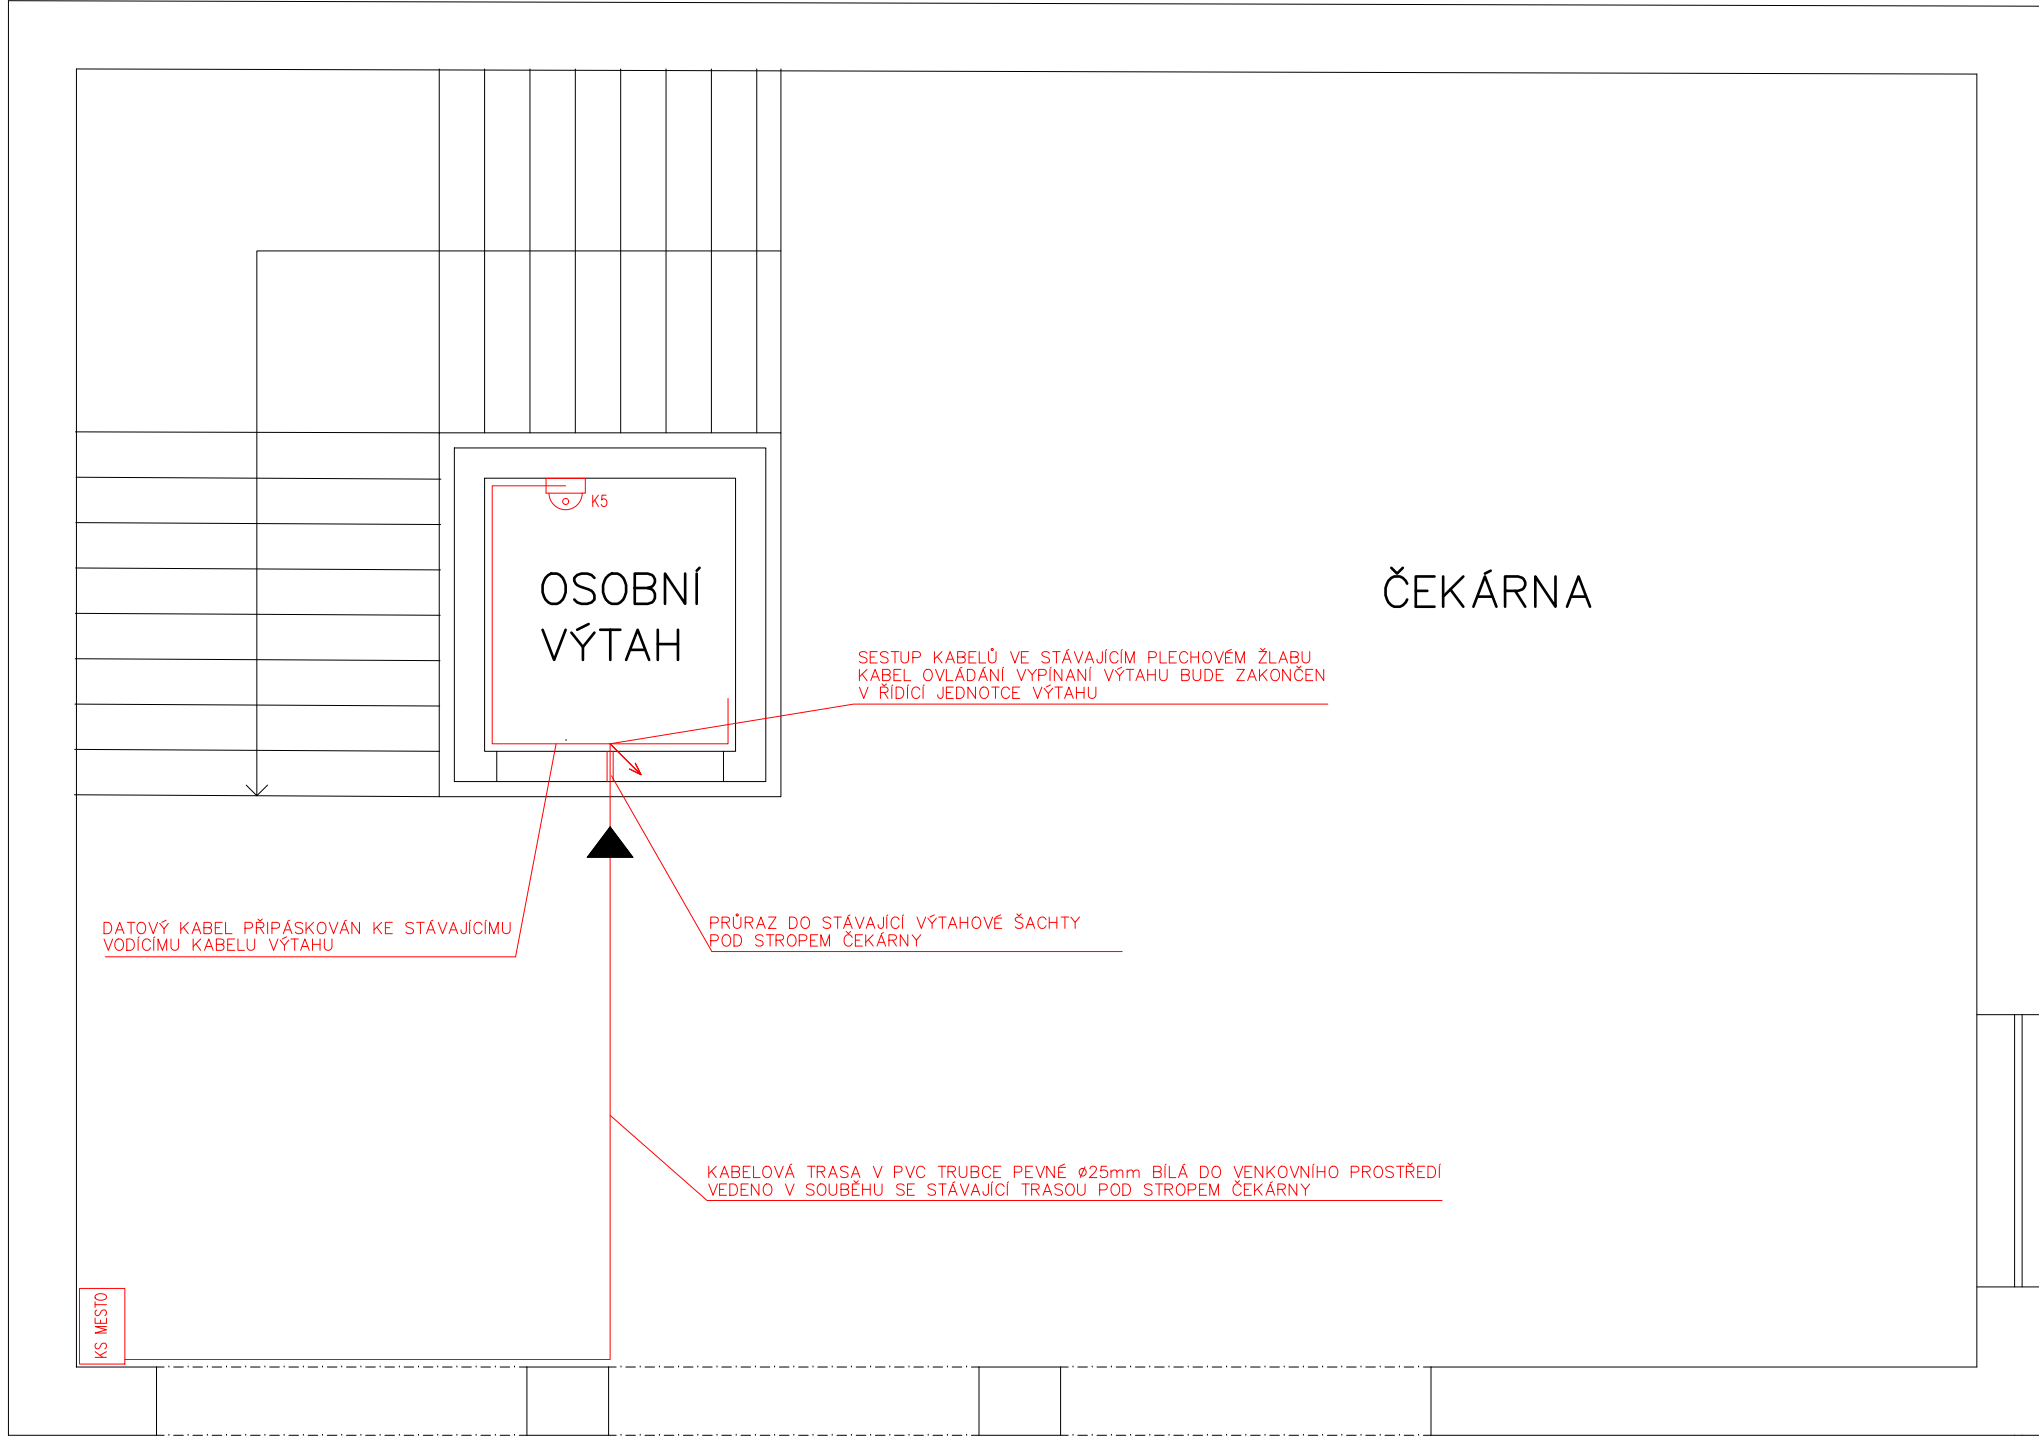 K5
OSOBNÍ
VÝTAH
ČEKÁRNA
SESTUP KABELŮ VE STÁVAJÍCÍM PLECHOVÉM ŽLABU
KABEL OVLÁDÁNÍ VYPÍNANÍ VÝTAHU BUDE ZAKONČEN
V ŘÍDÍCÍ JEDNOTCE VÝTAHU
DATOVÝ KABEL PŘIPÁSKOVÁN KE STÁVAJÍCÍMU
VODÍCÍMU KABELU VÝTAHU
PRŮRAZ DO STÁVAJÍCÍ VÝTAHOVÉ ŠACHTY
POD STROPEM ČEKÁRNY
KABELOVÁ TRASA V PVC TRUBCE PEVNÉ ø25mm BÍLÁ DO VENKOVNÍHO PROSTŘEDÍ
VEDENO V SOUBĚHU SE STÁVAJÍCÍ TRASOU POD STROPEM ČEKÁRNY
KS MESTO